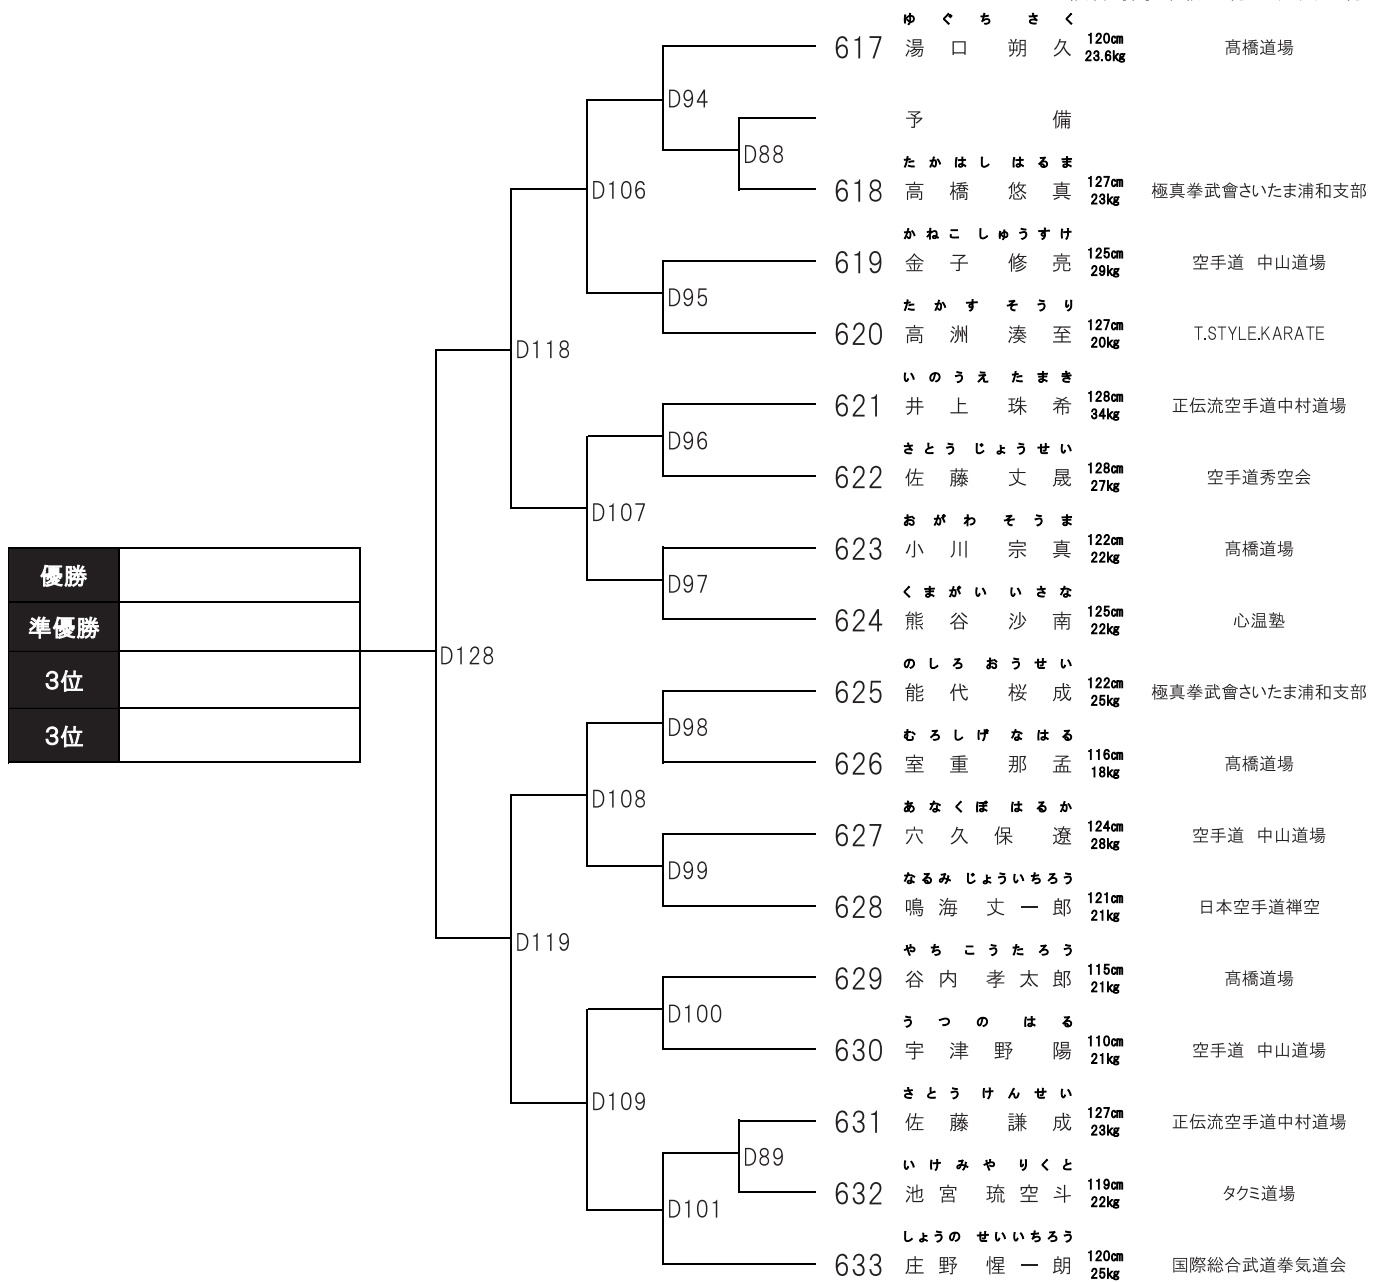 ゆぐち さく
617 湯口 朔久 120cm 23.6kg 髙橋道場
D94
予備
D88
たかはし はるま
618 高橋 悠真 127cm 23kg 極真拳武會さいたま浦和支部
D106
かねこ しゅうすけ
619 金子 修亮 125cm 29kg 空手道 中山道場
D95
たかす そうり
620 高洲 湊至 127cm 20kg T.STYLE.KARATE
D118
いのうえ たまき
621 井上 珠希 128cm 34kg 正伝流空手道中村道場
D96
さとう じょうせい
622 佐藤 丈晟 128cm 27kg 空手道秀空会
D107
おがわ そうま
623 小川 宗真 122cm 22kg 髙橋道場
D97
くまがい いさな
624 熊谷 沙南 125cm 22kg 心温塾
優勝
準優勝
3位
3位
D128
のしろ おうせい
625 能代 桜成 122cm 25kg 極真拳武會さいたま浦和支部
D98
むろしげ なはる
626 室重 那孟 116cm 18kg 髙橋道場
D108
あなくぼ はるか
627 穴久保 遼 124cm 28kg 空手道 中山道場
D99
なるみ じょういちろう
628 鳴海 丈一郎 121cm 21kg 日本空手道禅空
D119
やち こうたろう
629 谷内 孝太郎 115cm 21kg 髙橋道場
D100
うつの はる
630 宇津野 陽 110cm 21kg 空手道 中山道場
D109
さとう けんせい
631 佐藤 謙成 127cm 23kg 正伝流空手道中村道場
D89
いけみや りくと
632 池宮 琉空斗 119cm 22kg タクミ道場
D101
しょうの せいいちろう
633 庄野 惺一朗 120cm 25kg 国際総合武道拳気道会